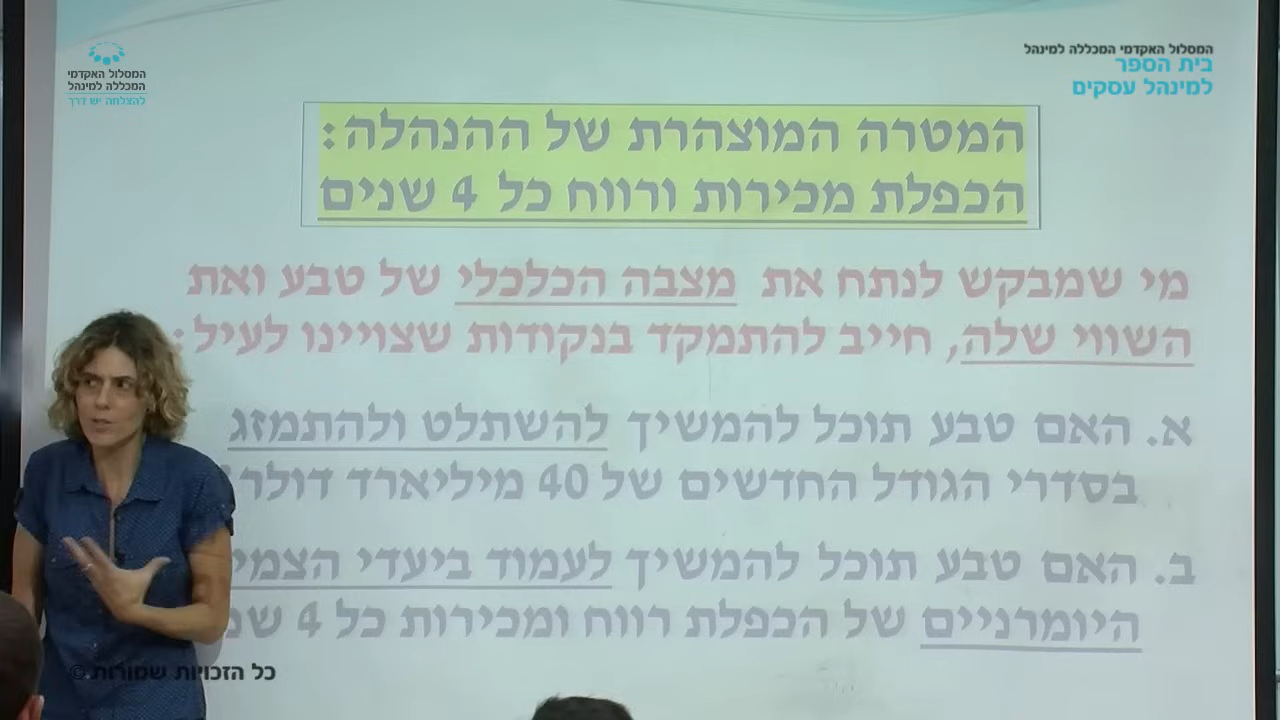 המסלול האקדמי המכללה למינהל
בית הספר
למינהל עסקים
המסלול האקדמי
המכללה למינהל
להצלחה יש דרך
המטרה המוצהרת של ההנהלה:
הכפלת מכירות ורווח כל 4 שנים
מי שמבקש לנתח את מצבה הכלכלי של טבע ואת
השווי שלה, חייב להתמקד בנקודות שצויינו לעיל:
א. האם טבע תוכל להמשיך להשתלט ולהתמזג
בסדרי הגודל החדשים של 40 מיליארד דולר
ב. האם טבע תוכל להמשיך לעמוד ביעדי
היומרניים של הכפלת רווח ומכירות כל 4
כל הזכויות שמורות ©